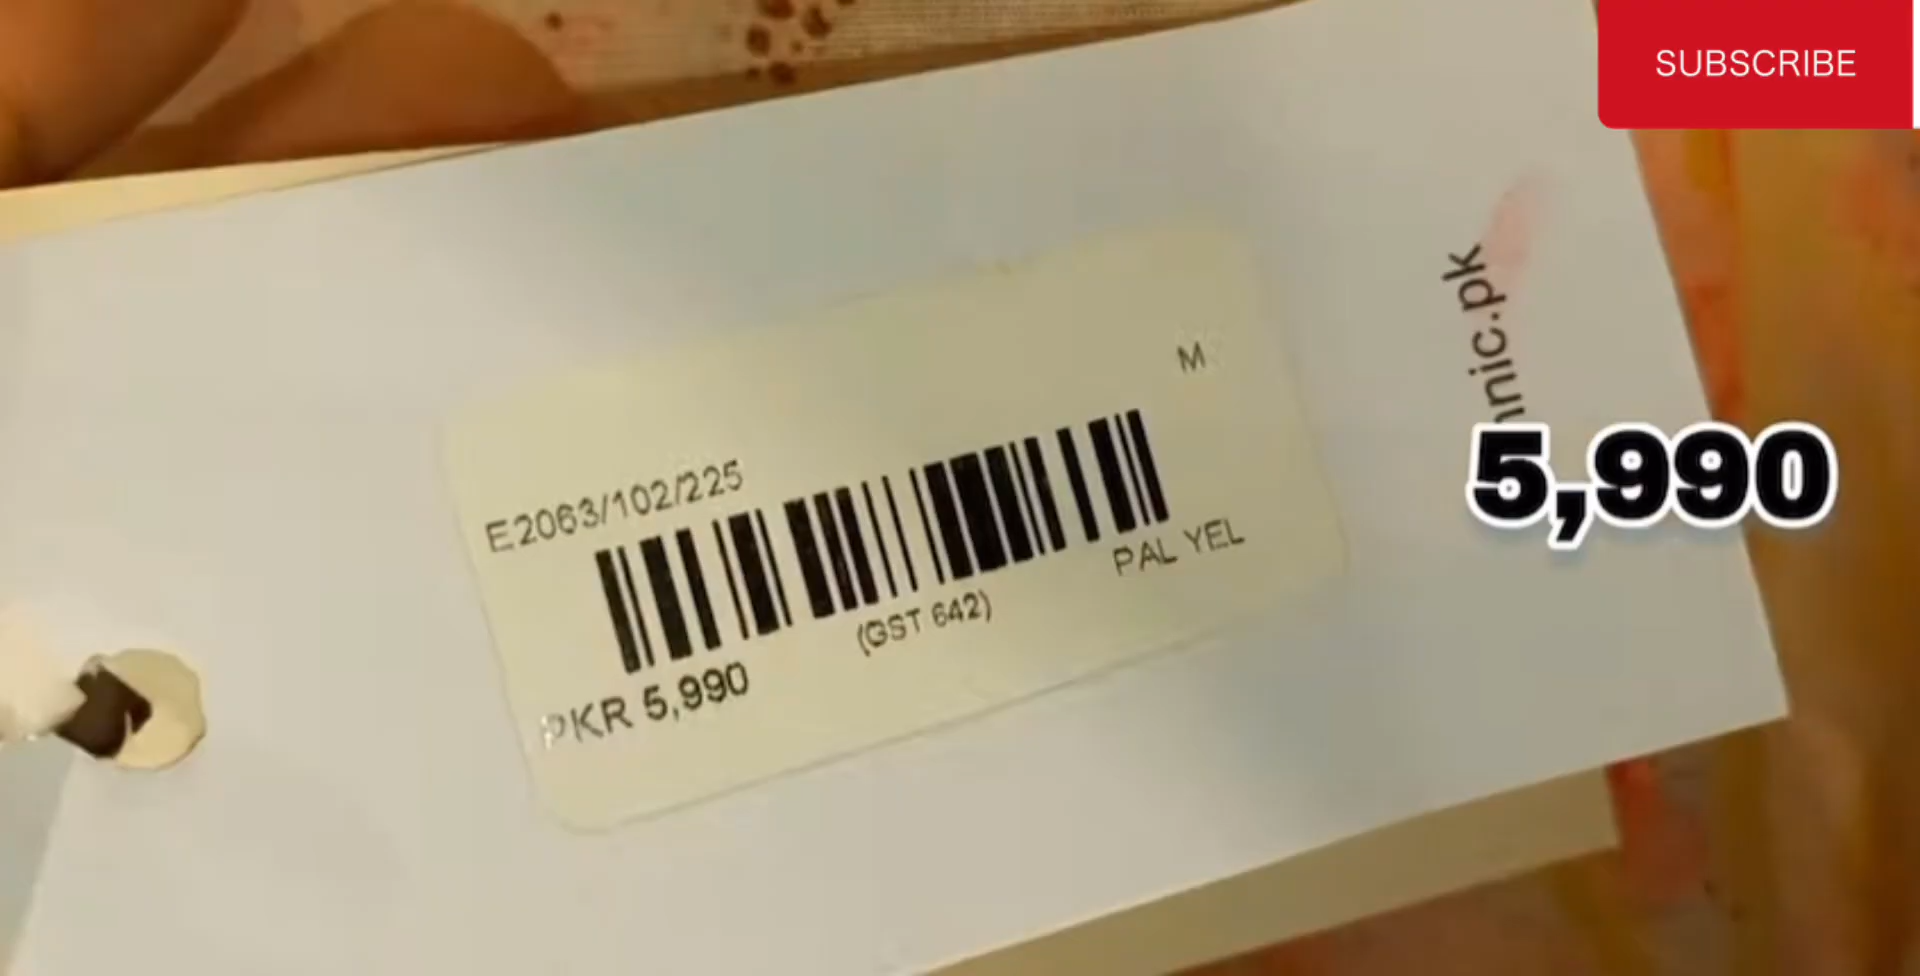 SUBSCRIBE
M
E2063/102/225
PAL YEL
(GST 642)
PKR 5,990
nic.pk
5,990